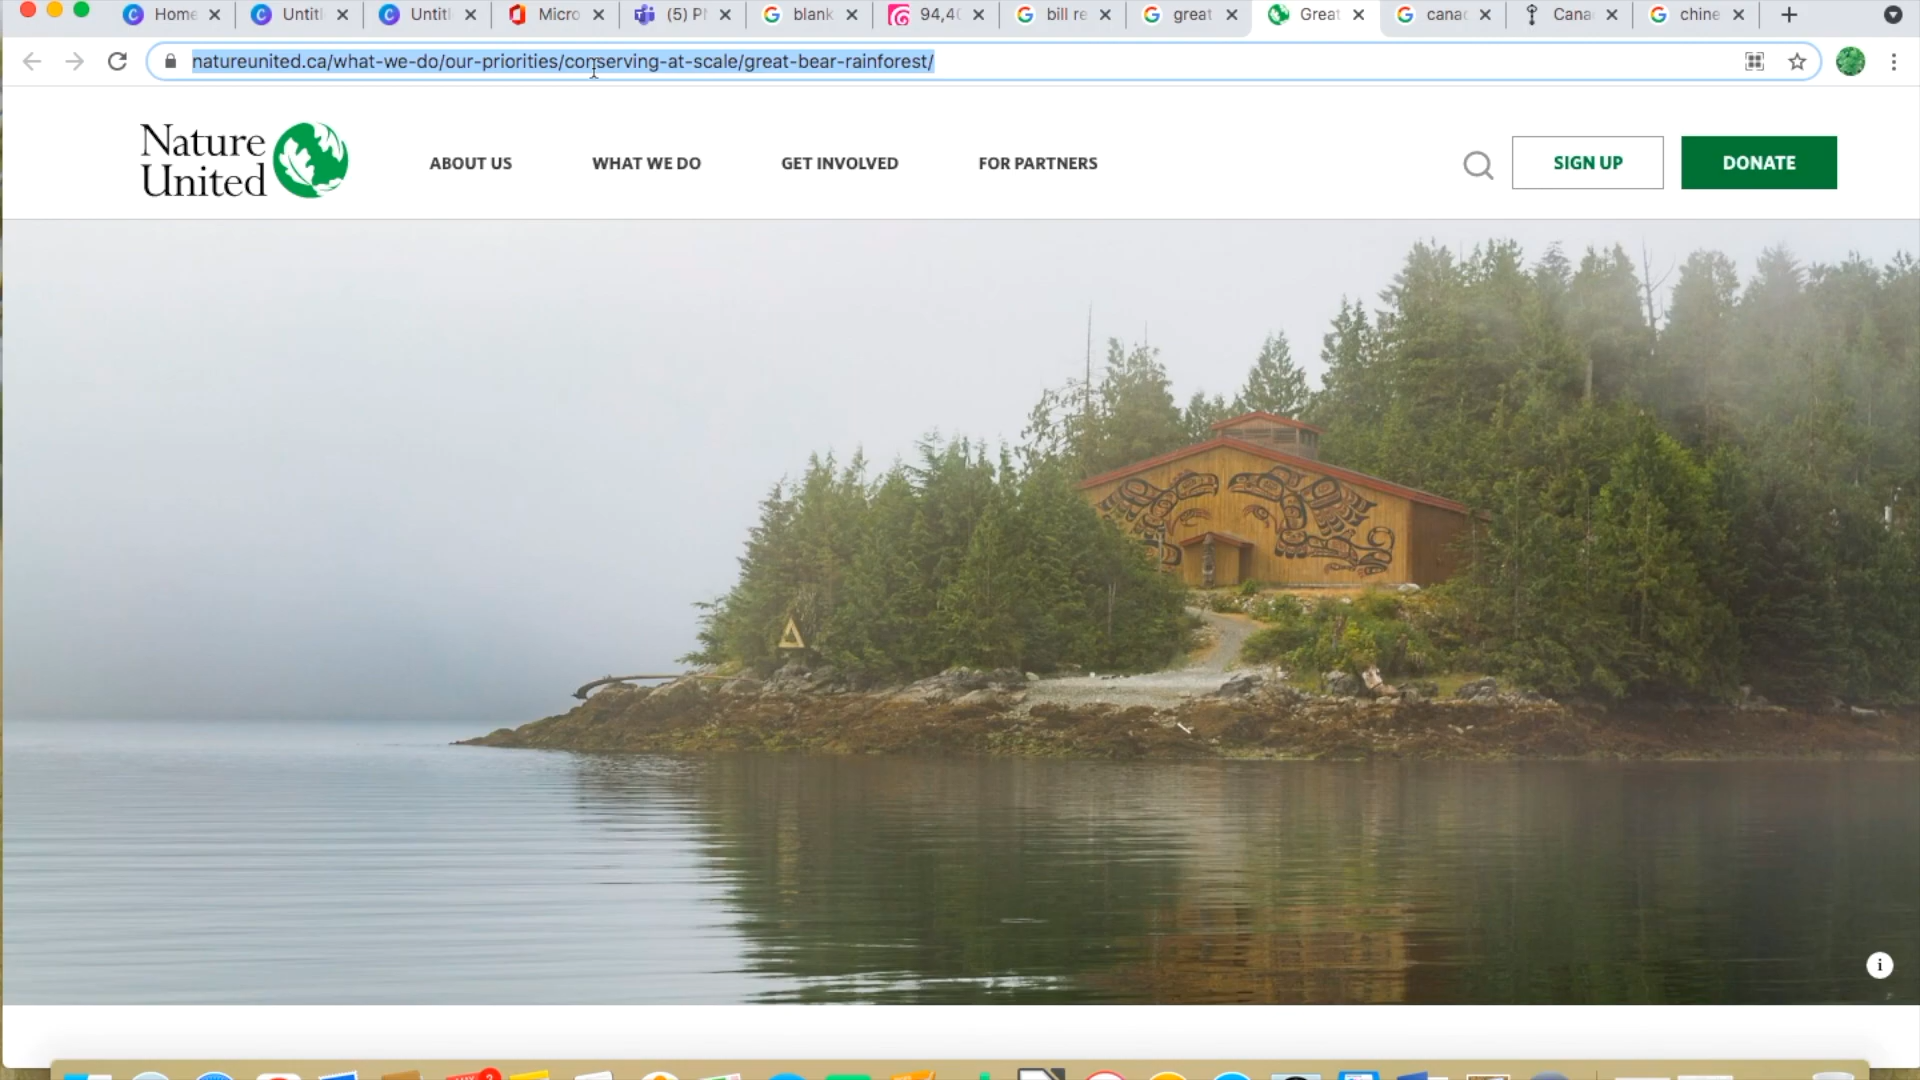 Home
Untitl
Untitl
Micro
(5) Pl
blank
94,40
bill re
great
Great
canac
Cana
chine
natureunited.ca/what-we-do/our-priorities/conserving-at-scale/great-bear-rainforest/
Nature
United
ABOUT US
WHAT WE DO
GET INVOLVED
FOR PARTNERS
SIGN UP
DONATE
i